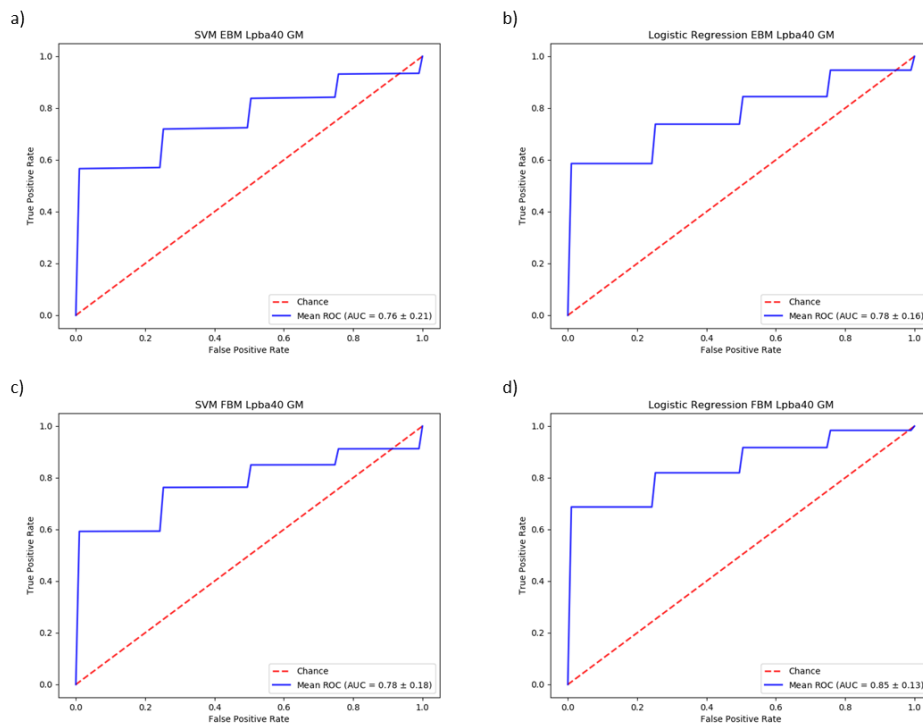 a)
SVM EBM Lpba40 GM
1.0
0.8
0.6
0.4
0.2
0.0
True Positive Rate
0.0 0.2 0.4 0.6 0.8 1.0
False Positive Rate
Chance
Mean ROC (AUC = 0.76 ± 0.21)
b)
Logistic Regression EBM Lpba40 GM
1.0
0.8
0.6
0.4
0.2
0.0
True Positive Rate
0.0 0.2 0.4 0.6 0.8 1.0
False Positive Rate
Chance
Mean ROC (AUC = 0.78 ± 0.16)
c)
SVM FBM Lpba40 GM
1.0
0.8
0.6
0.4
0.2
0.0
True Positive Rate
0.0 0.2 0.4 0.6 0.8 1.0
False Positive Rate
Chance
Mean ROC (AUC = 0.78 ± 0.18)
d)
Logistic Regression FBM Lpba40 GM
1.0
0.8
0.6
0.4
0.2
0.0
True Positive Rate
0.0 0.2 0.4 0.6 0.8 1.0
False Positive Rate
Chance
Mean ROC (AUC = 0.85 ± 0.13)